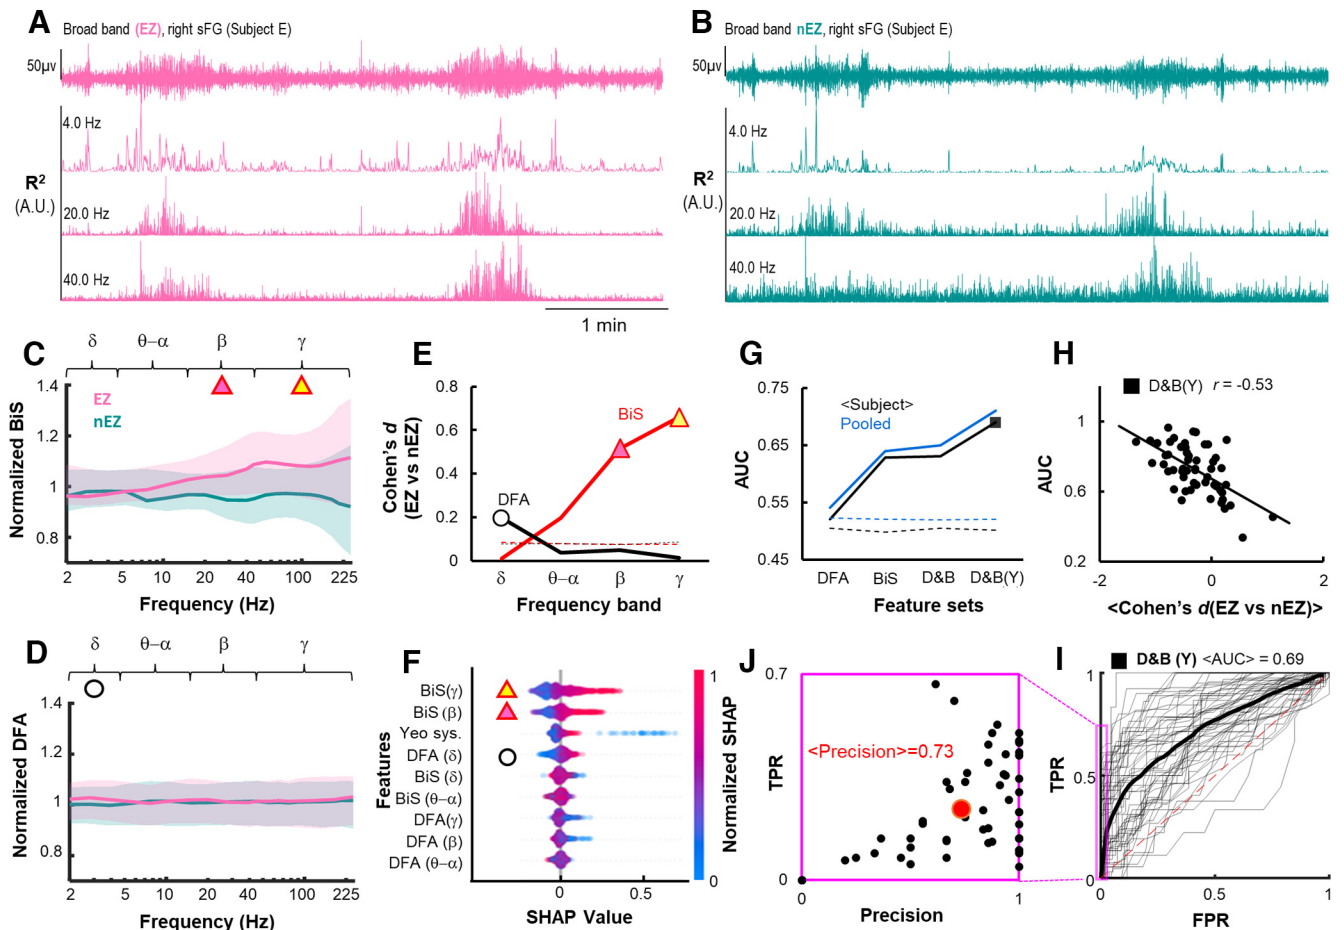 A
Broad band (EZ), right sFG (Subject E)
50μv
4.0 Hz
R²
(A.U.)
20.0 Hz
40.0 Hz
1 min
B
Broad band nEZ, right sFG (Subject E)
50μv
4.0 Hz
R²
(A.U.)
20.0 Hz
40.0 Hz
C
δ θ–α β γ
1.4
EZ
nEZ
1.2
1
0.8
Normalized BiS
2 5 10 20 40 100 225
Frequency (Hz)
D
δ θ–α β γ
1.4
1.2
1
0.8
Normalized DFA
2 5 10 20 40 100 225
Frequency (Hz)
E
0.8
0.6
0.4
0.2
0
Cohen's d
(EZ vs nEZ)
BiS
DFA
δ θ–α β γ
Frequency band
F
Features
BiS(γ)
BiS (β)
Yeo sys.
DFA (δ)
BiS (δ)
BiS (θ–α)
DFA(γ)
DFA (β)
DFA (θ–α)
0 0.5
SHAP Value
1
0
Normalized SHAP
G
0.75
0.65
0.55
0.45
AUC
<Subject>
Pooled
DFA BiS D&B D&B(Y)
Feature sets
H
D&B(Y) r = -0.53
1
0.6
0.2
AUC
-2 0 2
<Cohen's d(EZ vs nEZ)>
J
0.7
TPR
<Precision>=0.73
0
0 1
Precision
I
D&B (Y) <AUC> = 0.69
1
0.5
0
TPR
0 0.5 1
FPR